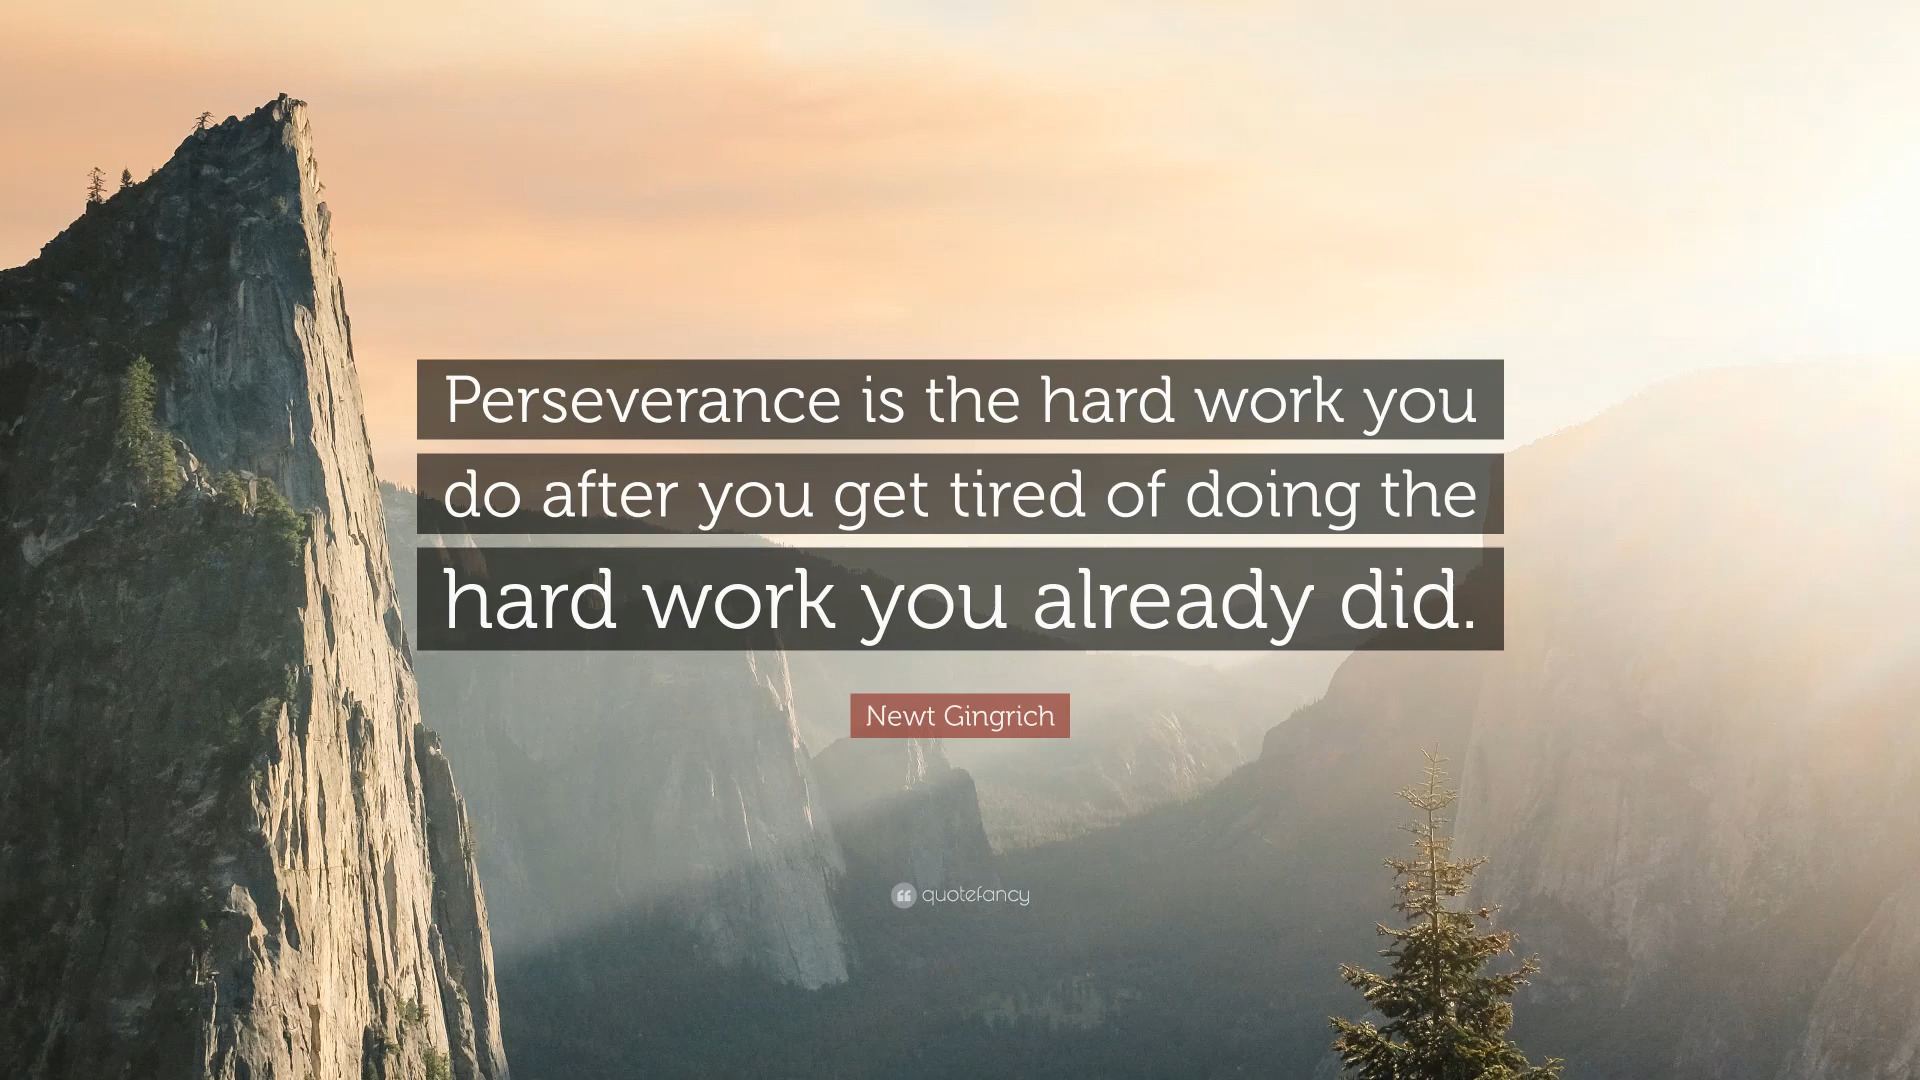 Perseverance is the hard work you
do after you get tired of doing the
hard work you already did.
Newt Gingrich
quotefancy